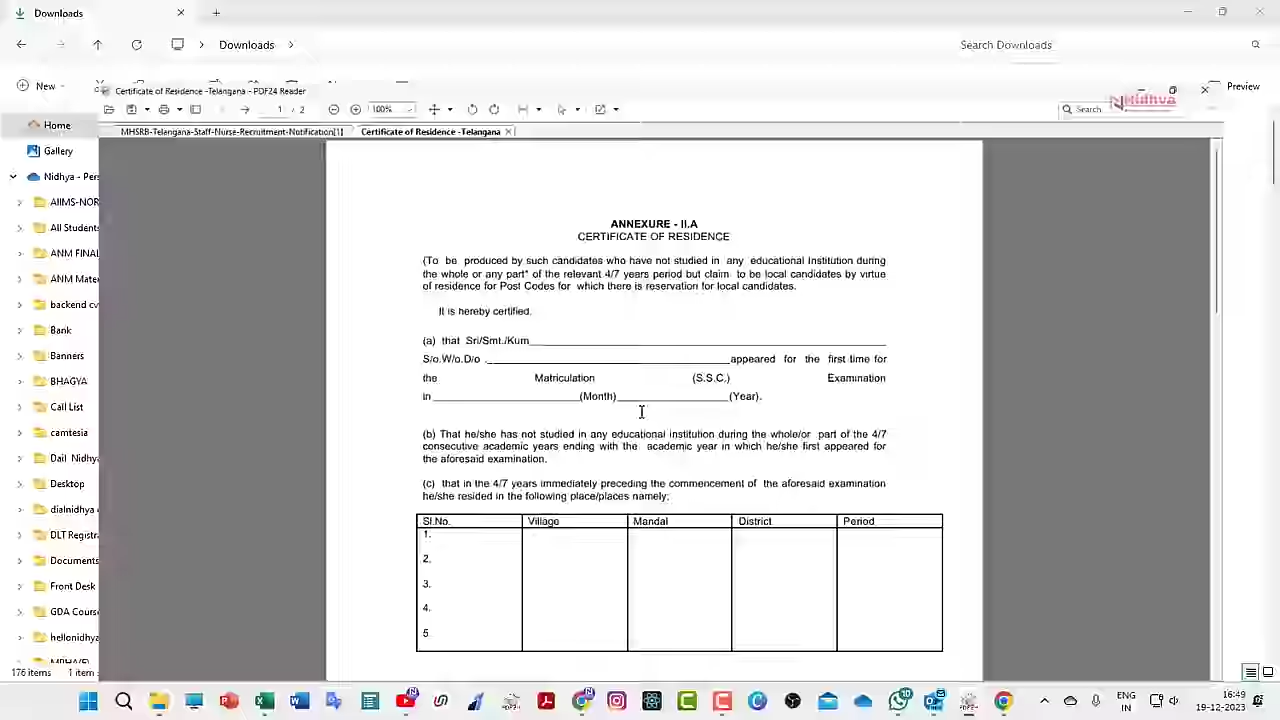 Downloads
Downloads
Search Downloads
New
Certificate of Residence -Telangana - PDF24 Reader
Preview
1 / 2
100%
Search
Nidhva
Home
MHSRB-Telangana-Staff-Nurse-Recruitment-Notification[1]
Certificate of Residence -Telangana
Gallery
Nidhya - Pers
AIIMS-NOR
All Students
ANM FINAL
ANM Mater
backend cv
Bank
Banners
BHAGYA
Call List
camtesia
Dail Nidhya
Desktop
dialnidhya
DLT Registra
Documents
Front Desk
GDA Course
hellonidhya
MPHA(F)
ANNEXURE - II.A
CERTIFICATE OF RESIDENCE
(To be produced by such candidates who have not studied in any educational Institution during
the whole or any part* of the relevant 4/7 years period but claim to be local candidates by virtue
of residence for Post Codes for which there is reservation for local candidates.
It is hereby certified,
(a) that Sri/Smt./Kum
S/o.W/o.D/o . appeared for the first time for
the Matriculation (S.S.C.) Examination
in (Month) (Year).
(b) That he/she has not studied in any educational institution during the whole/or part of the 4/7
consecutive academic years ending with the academic year in which he/she first appeared for
the aforesaid examination.
(c) that in the 4/7 years immediately preceding the commencement of the aforesaid examination
he/she resided in the following place/places namely;
Sl.No. Village Mandal District Period
1.
2.
3.
4.
5.
176 items
1 item
ENG
IN
16:49
19-12-2023